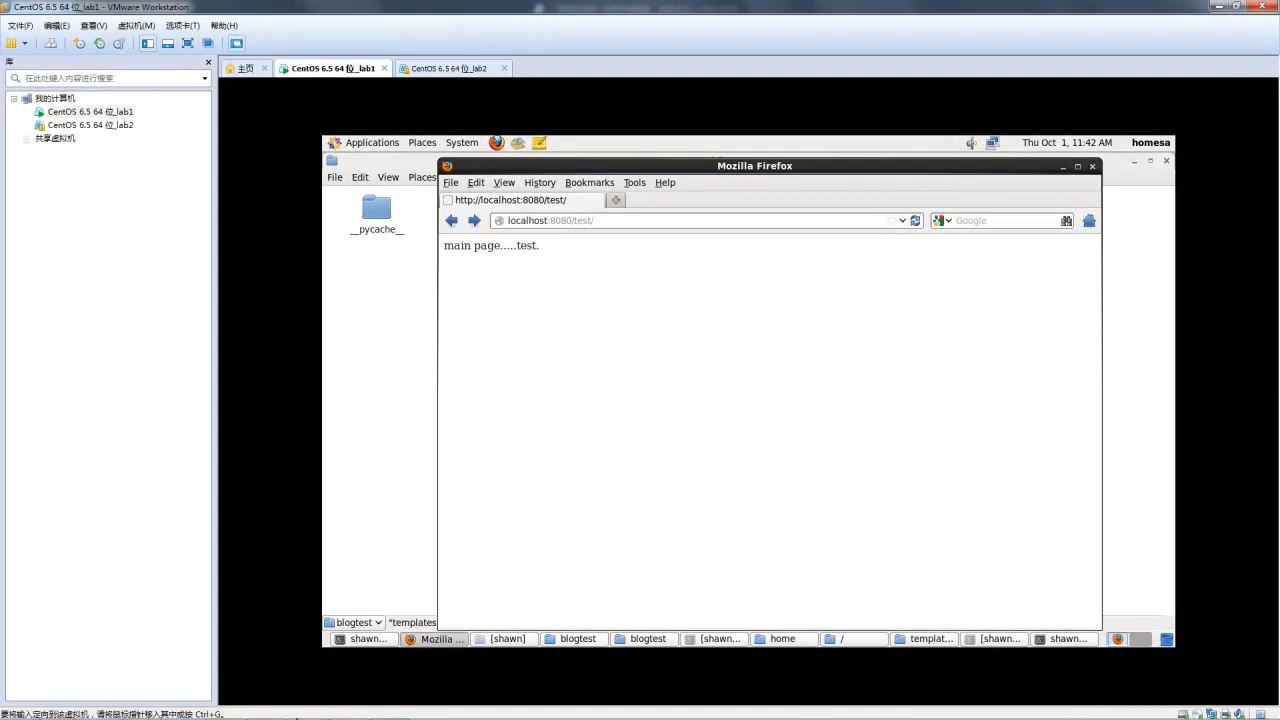 CentOS 6.5 64 位_lab1 - VMware Workstation
文件(F) 编辑(E) 查看(V) 虚拟机(M) 选项卡(T) 帮助(H)
库
在此处键入内容进行搜索
我的计算机
CentOS 6.5 64 位_lab1
CentOS 6.5 64 位_lab2
共享虚拟机
主页 CentOS 6.5 64 位_lab1 CentOS 6.5 64 位_lab2
Applications Places System Thu Oct 1, 11:42 AM homesa
File Edit View Places
__pycache__
Mozilla Firefox
File Edit View History Bookmarks Tools Help
http://localhost:8080/test/
localhost:8080/test/ Google
main page.....test.
blogtest "templates
shawn... Mozilla ... [shawn] blogtest blogtest [shawn... home / templat... [shawn... shawn...
要将输入定向到该虚拟机，请将鼠标指针移入其中或按 Ctrl+G。